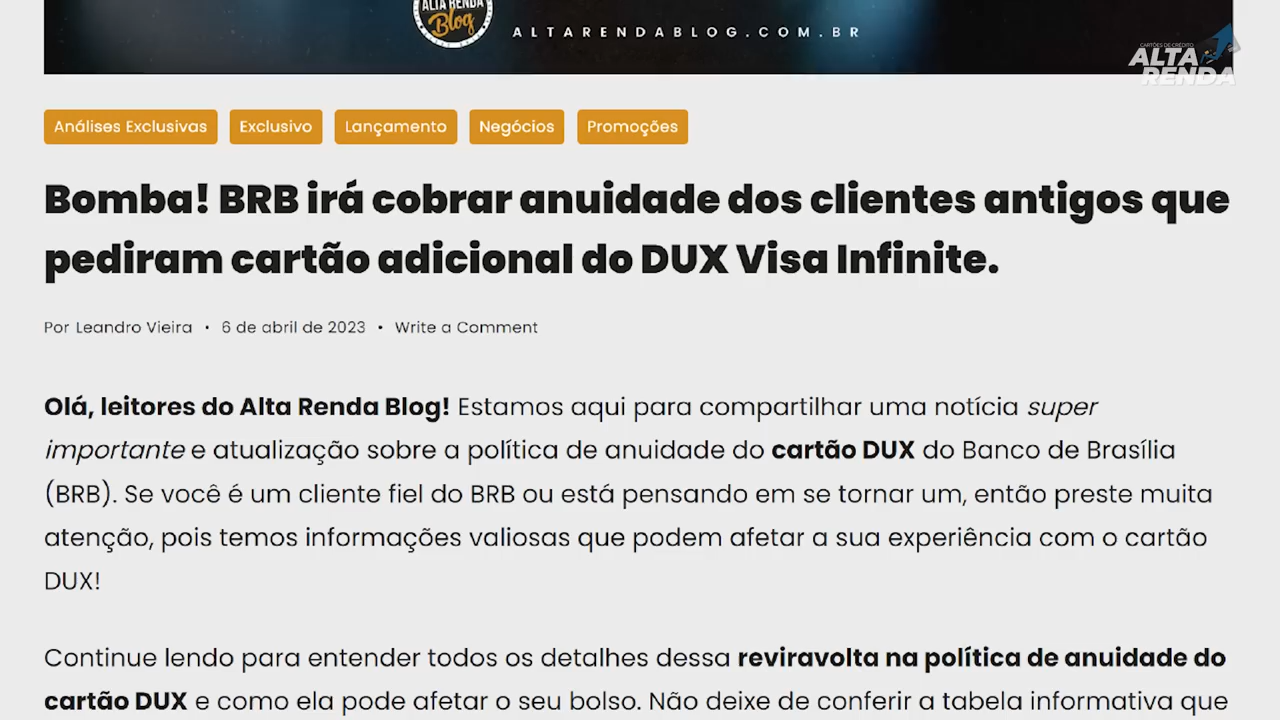 ALTA RENDA
Blog
ALTARENDABLOG.COM.BR
CARTÕES DE CRÉDITO
ALTA
RENDA
Análises Exclusivas
Exclusivo
Lançamento
Negócios
Promoções
Bomba! BRB irá cobrar anuidade dos clientes antigos que
pediram cartão adicional do DUX Visa Infinite.
Por Leandro Vieira • 6 de abril de 2023 • Write a Comment
Olá, leitores do Alta Renda Blog! Estamos aqui para compartilhar uma notícia super
importante e atualização sobre a política de anuidade do cartão DUX do Banco de Brasília
(BRB). Se você é um cliente fiel do BRB ou está pensando em se tornar um, então preste muita
atenção, pois temos informações valiosas que podem afetar a sua experiência com o cartão
DUX!
Continue lendo para entender todos os detalhes dessa reviravolta na política de anuidade do
cartão DUX e como ela pode afetar o seu bolso. Não deixe de conferir a tabela informativa que